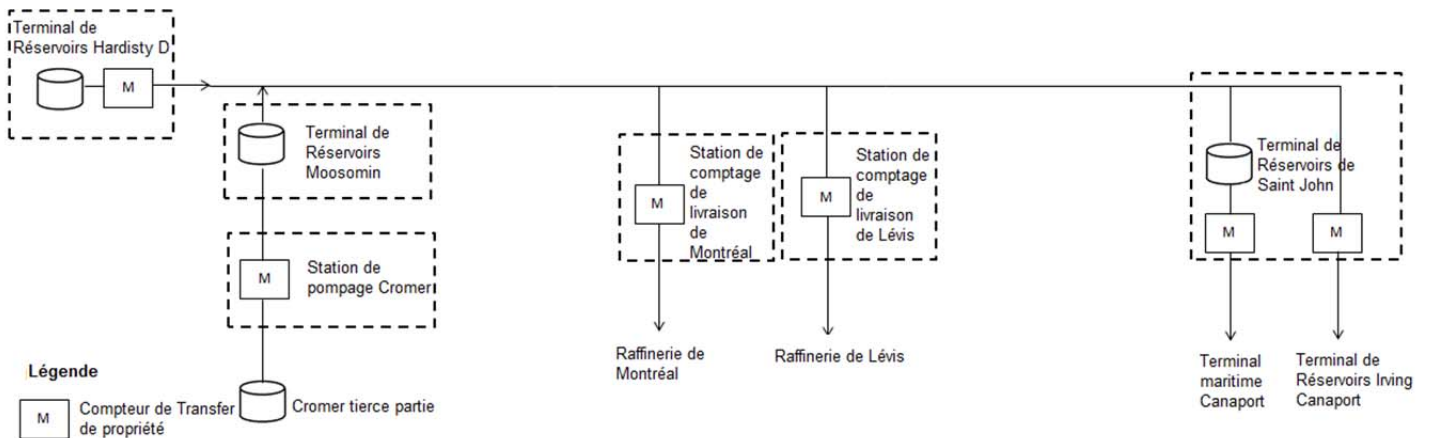 Terminal de
Réservoirs Hardisty D
M
Terminal de
Réservoirs
Moosomin
M
Station de
pompage Cromer
Cromer tierce partie
Station de
comptage
de
livraison
de
Montréal
M
Raffinerie de
Montréal
Station de
comptage
de
livraison
de Lévis
M
Raffinerie de Lévis
Terminal de
Réservoirs de
Saint John
M
M
Terminal
maritime
Canaport
Terminal de
Réservoirs Irving
Canaport
Légende
M
Compteur de Transfer
de propriété